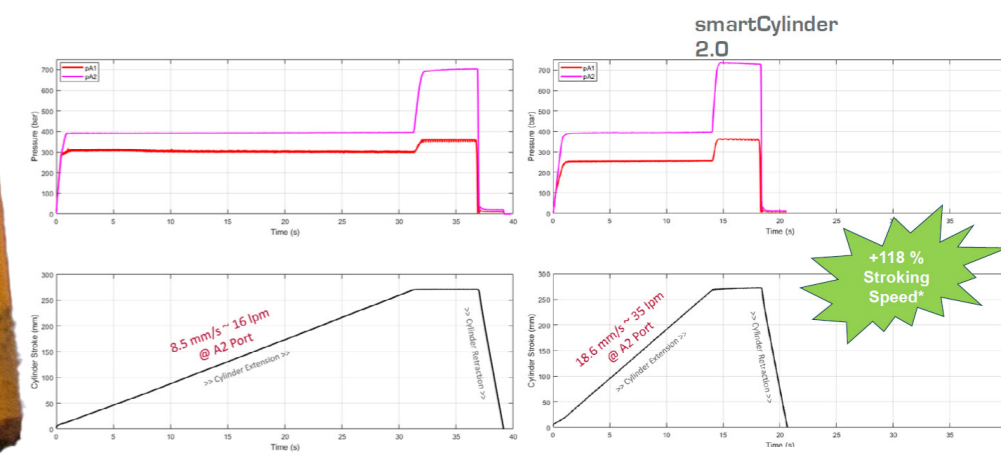 smartCylinder
2.0
pA1
pA2
Pressure (bar)
700
600
500
400
300
200
100
0
0 5 10 15 20 25 30 35 40
Time (s)
pA1
pA2
Pressure (bar)
700
600
500
400
300
200
100
0
0 5 10 15 20 25 30 35
Time (s)
+118 %
Stroking
Speed*
Cylinder Stroke (mm)
300
250
200
150
100
50
0
8.5 mm/s ~ 16 lpm
@ A2 Port
>> Cylinder Extension >>
>> Cylinder Retraction >>
0 5 10 15 20 25 30 35 40
Time (s)
Cylinder Stroke (mm)
300
250
200
150
100
50
0
18.6 mm/s ~ 35 lpm
@ A2 Port
>> Cylinder Extension >>
>> Cylinder Retraction >>
0 5 10 15 20 25 30 35
Time (s)